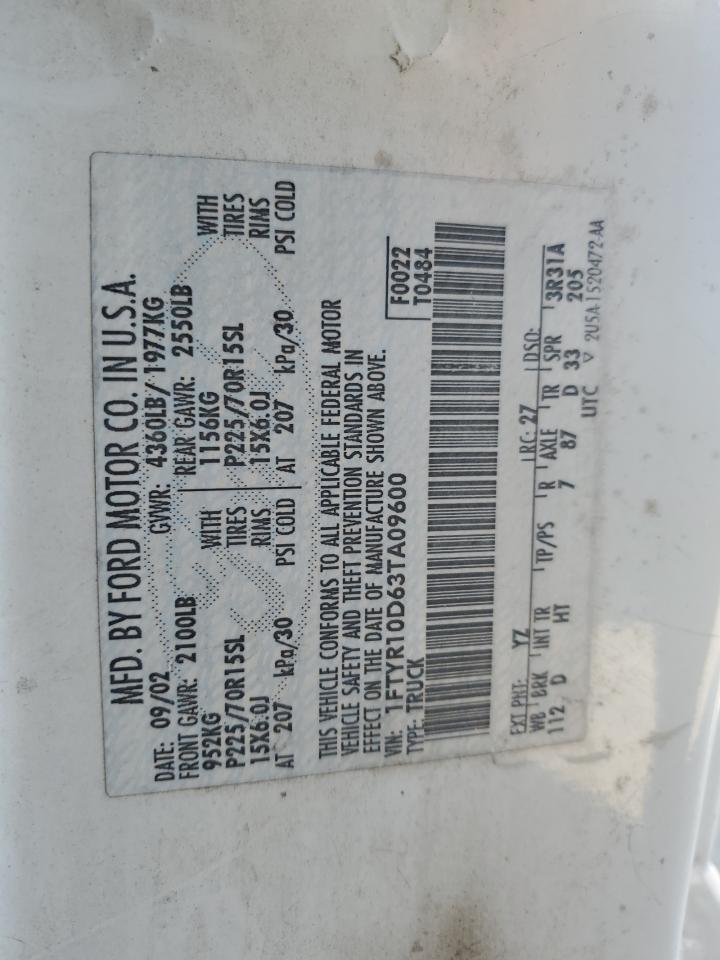 MFD. BY FORD MOTOR CO. IN U.S.A.
DATE: 09/02 GVWR: 4360LB/ 1977KG
FRONT GAWR: 2100LB REAR GAWR: 2550LB
952KG WITH 1156KG WITH
P225/70R15SL TIRES P225/70R15SL TIRES
15X6.0J RIMS 15X6.0J RIMS
AT 207 kPa/30 PSI COLD AT 207 kPa/30 PSI COLD
THIS VEHICLE CONFORMS TO ALL APPLICABLE FEDERAL MOTOR
VEHICLE SAFETY AND THEFT PREVENTION STANDARDS IN
EFFECT ON THE DATE OF MANUFACTURE SHOWN ABOVE.
VIN: 1FTYR10D63TA09600 F0022
TYPE: TRUCK T0484
EXT PNT: YZ RC: 27 DSO:
WB BRK INT TR TP/PS R AXLE TR SPR 3R31A
112 D HT 7 87 D 33 205
UTC ▽ 2U5A-1520472-AA